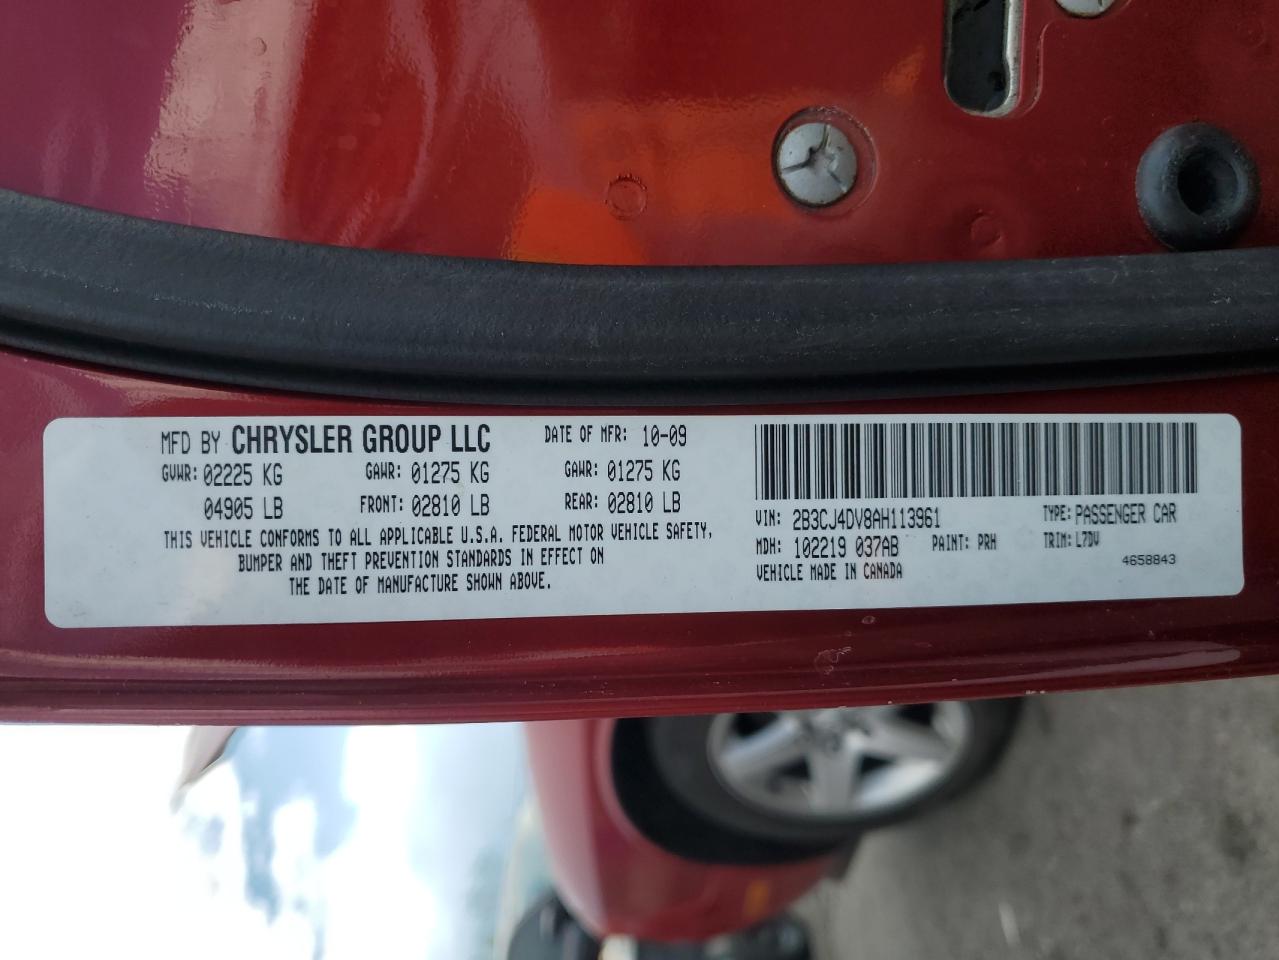 MFD BY CHRYSLER GROUP LLC DATE OF MFR: 10-09
GVWR: 02225 KG GAWR: 01275 KG GAWR: 01275 KG
04905 LB FRONT: 02810 LB REAR: 02810 LB
THIS VEHICLE CONFORMS TO ALL APPLICABLE U.S.A. FEDERAL MOTOR VEHICLE SAFETY,
BUMPER AND THEFT PREVENTION STANDARDS IN EFFECT ON
THE DATE OF MANUFACTURE SHOWN ABOVE.
VIN: 2B3CJ4DV8AH113961 TYPE: PASSENGER CAR
MDH: 102219 037AB PAINT: PRH TRIM: L7DV
VEHICLE MADE IN CANADA 4658843